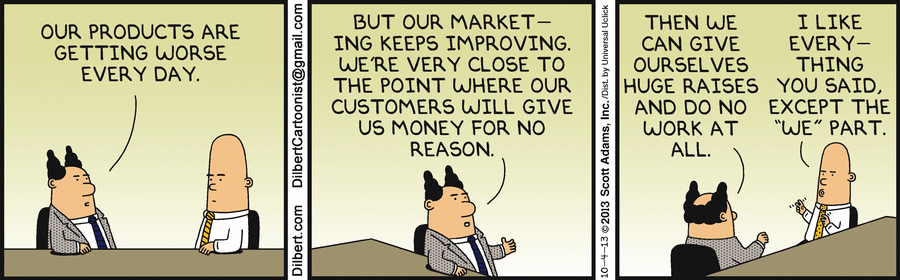 OUR PRODUCTS ARE
GETTING WORSE
EVERY DAY.
Dilbert.com DilbertCartoonist@gmail.com
BUT OUR MARKET–
ING KEEPS IMPROVING.
WE'RE VERY CLOSE TO
THE POINT WHERE OUR
CUSTOMERS WILL GIVE
US MONEY FOR NO
REASON.
10–4–13 © 2013 Scott Adams, Inc. /Dist. by Universal Uclick
THEN WE
CAN GIVE
OURSELVES
HUGE RAISES
AND DO NO
WORK AT
ALL.
I LIKE
EVERY–
THING
YOU SAID,
EXCEPT THE
"WE" PART.